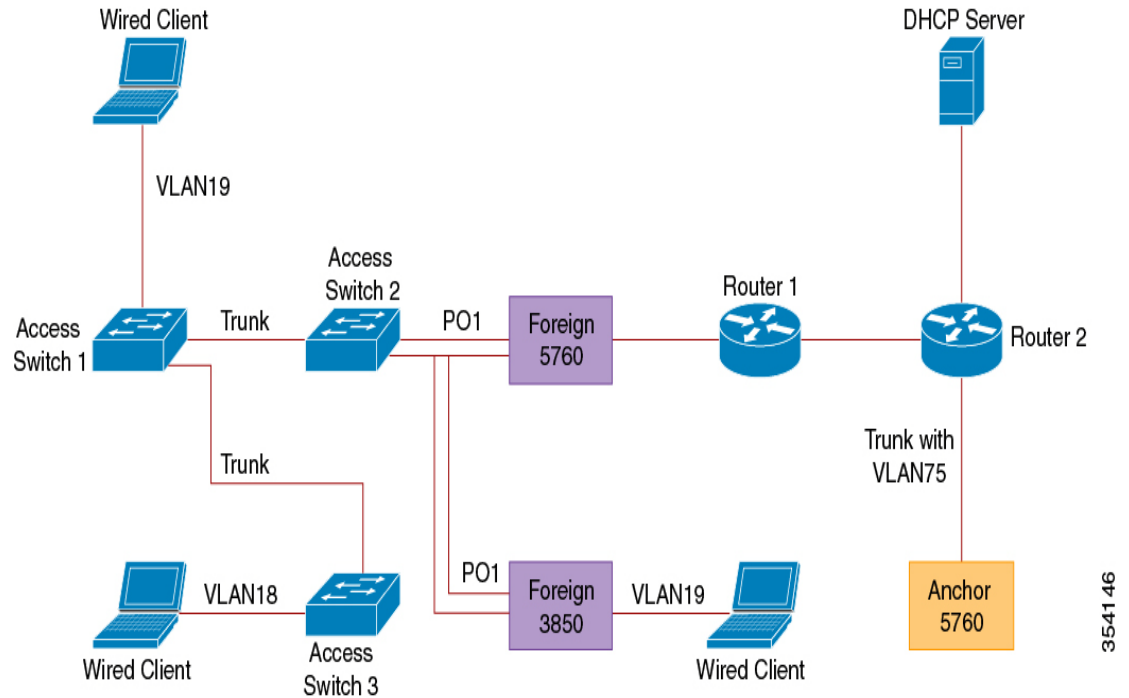 Wired Client
DHCP Server
VLAN19
Access
Switch 2
Router 1
Access
Switch 1
Trunk
PO1
Foreign
5760
Router 2
Trunk with
VLAN75
Trunk
PO1
VLAN18
Foreign
3850
VLAN19
Anchor
5760
Wired Client
Access
Switch 3
Wired Client
354146